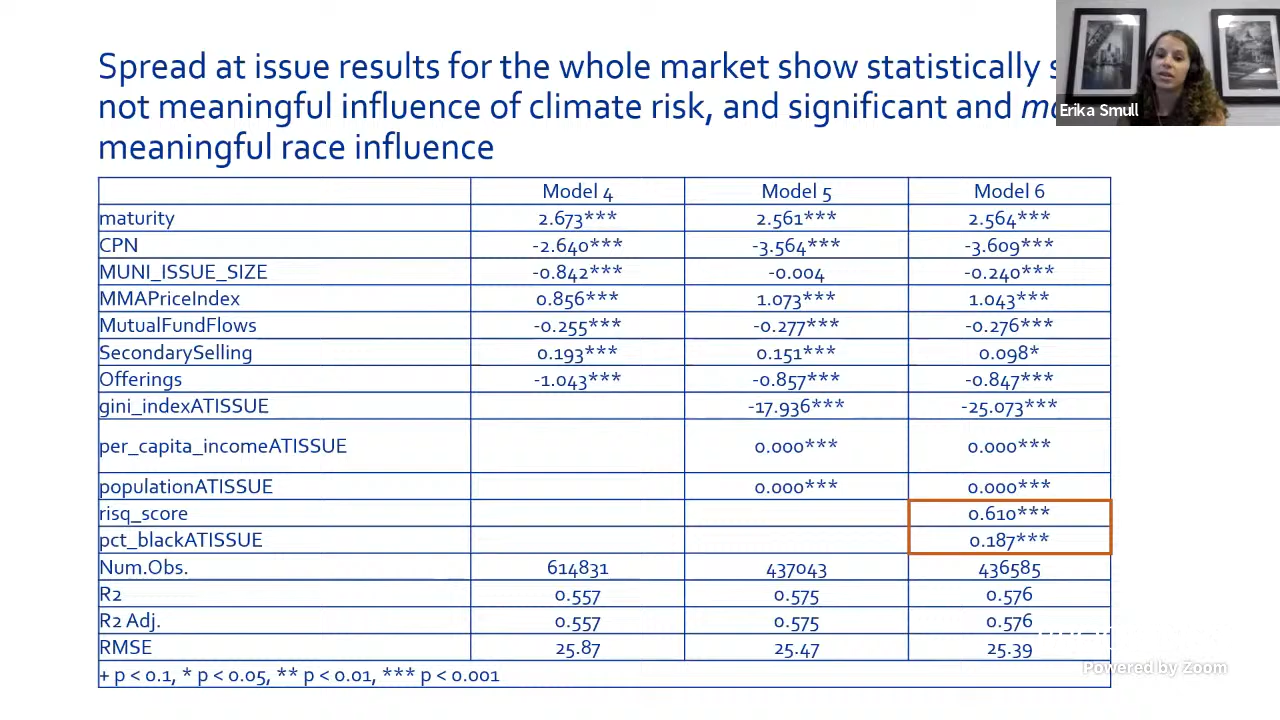 Spread at issue results for the whole market show statistically
not meaningful influence of climate risk, and significant and
meaningful race influence
Erika Smull
Model 4 Model 5 Model 6
maturity 2.673*** 2.561*** 2.564***
CPN -2.640*** -3.564*** -3.609***
MUNI_ISSUE_SIZE -0.842*** -0.004 -0.240***
MMAPriceIndex 0.856*** 1.073*** 1.043***
MutualFundFlows -0.255*** -0.277*** -0.276***
SecondarySelling 0.193*** 0.151*** 0.098*
Offerings -1.043*** -0.857*** -0.847***
gini_indexATISSUE -17.936*** -25.073***
per_capita_incomeATISSUE 0.000*** 0.000***
populationATISSUE 0.000*** 0.000***
risq_score 0.610***
pct_blackATISSUE 0.187***
Num.Obs. 614831 437043 436585
R2 0.557 0.575 0.576
R2 Adj. 0.557 0.575 0.576
RMSE 25.87 25.47 25.39
+ p < 0.1, * p < 0.05, ** p < 0.01, *** p < 0.001
Powered by Zoom